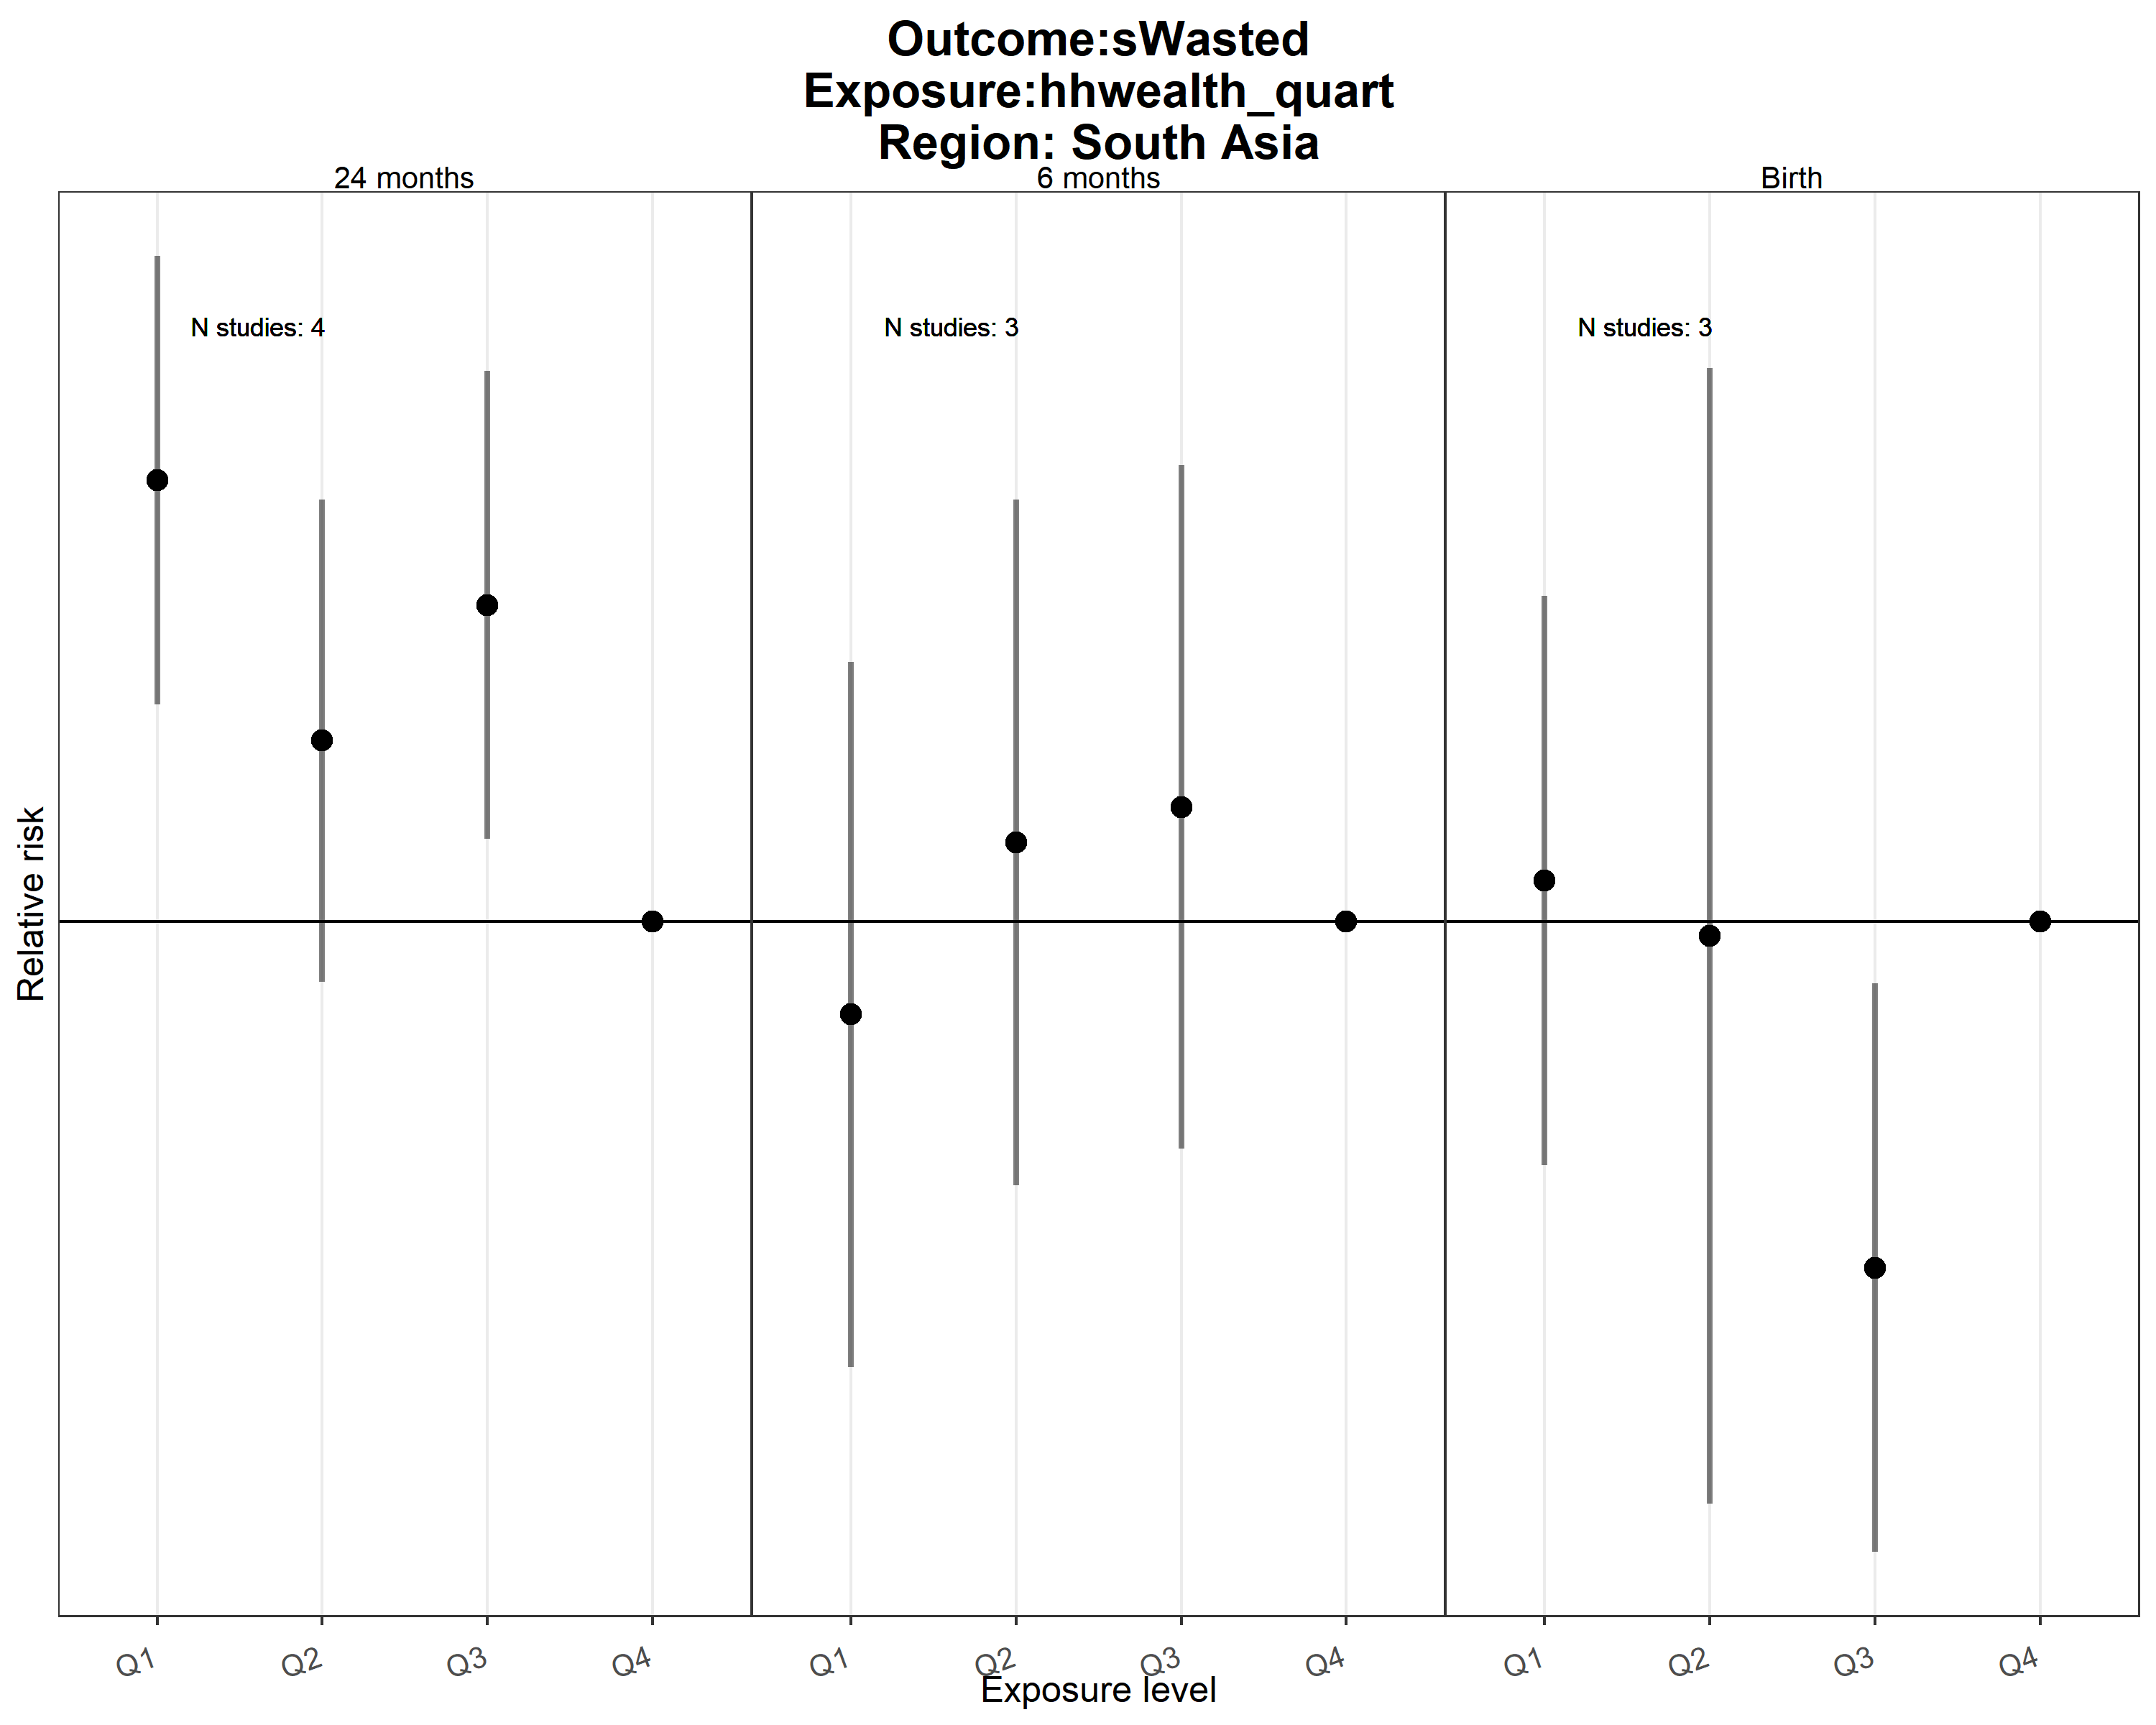 Outcome:sWasted
Exposure:hhwealth_quart
Region: South Asia
24 months
6 months
Birth
N studies: 4
N studies: 3
N studies: 3
Relative risk
Q1
Q2
Q3
Q4
Q1
Q2
Q3
Q4
Q1
Q2
Q3
Q4
Exposure level